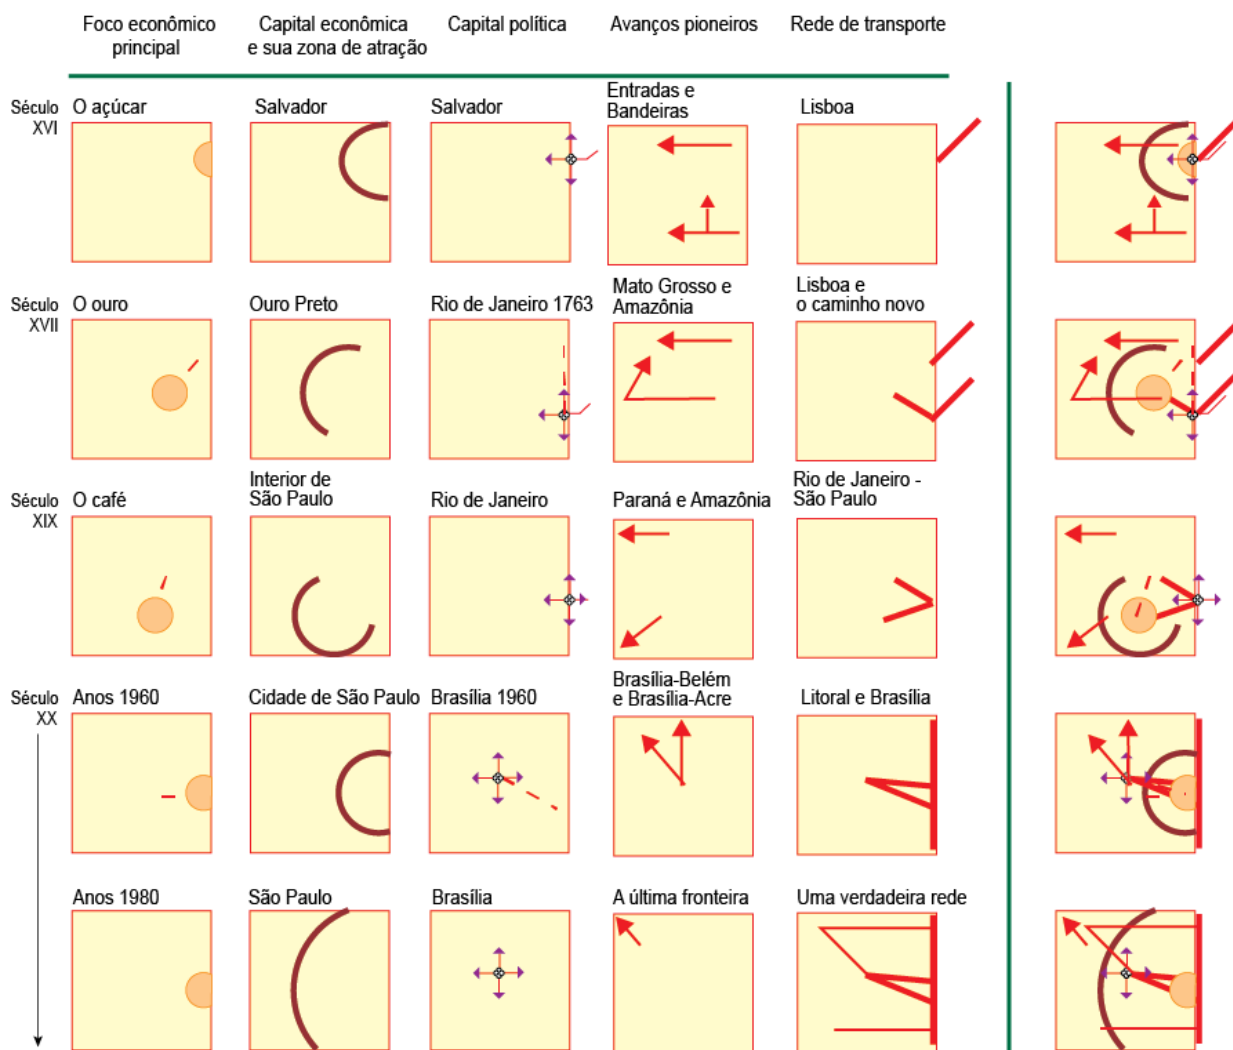 Foco econômico
principal
Capital econômica
e sua zona de atração
Capital política
Avanços pioneiros
Rede de transporte
Século
XVI
O açúcar
Salvador
Salvador
Entradas e
Bandeiras
Lisboa
Século
XVII
O ouro
Ouro Preto
Rio de Janeiro 1763
Mato Grosso e
Amazônia
Lisboa e
o caminho novo
Século
XIX
O café
Interior de
São Paulo
Rio de Janeiro
Paraná e Amazônia
Rio de Janeiro -
São Paulo
Século
XX
Anos 1960
Cidade de São Paulo
Brasília 1960
Brasília-Belém
e Brasília-Acre
Litoral e Brasília
Anos 1980
São Paulo
Brasília
A última fronteira
Uma verdadeira rede